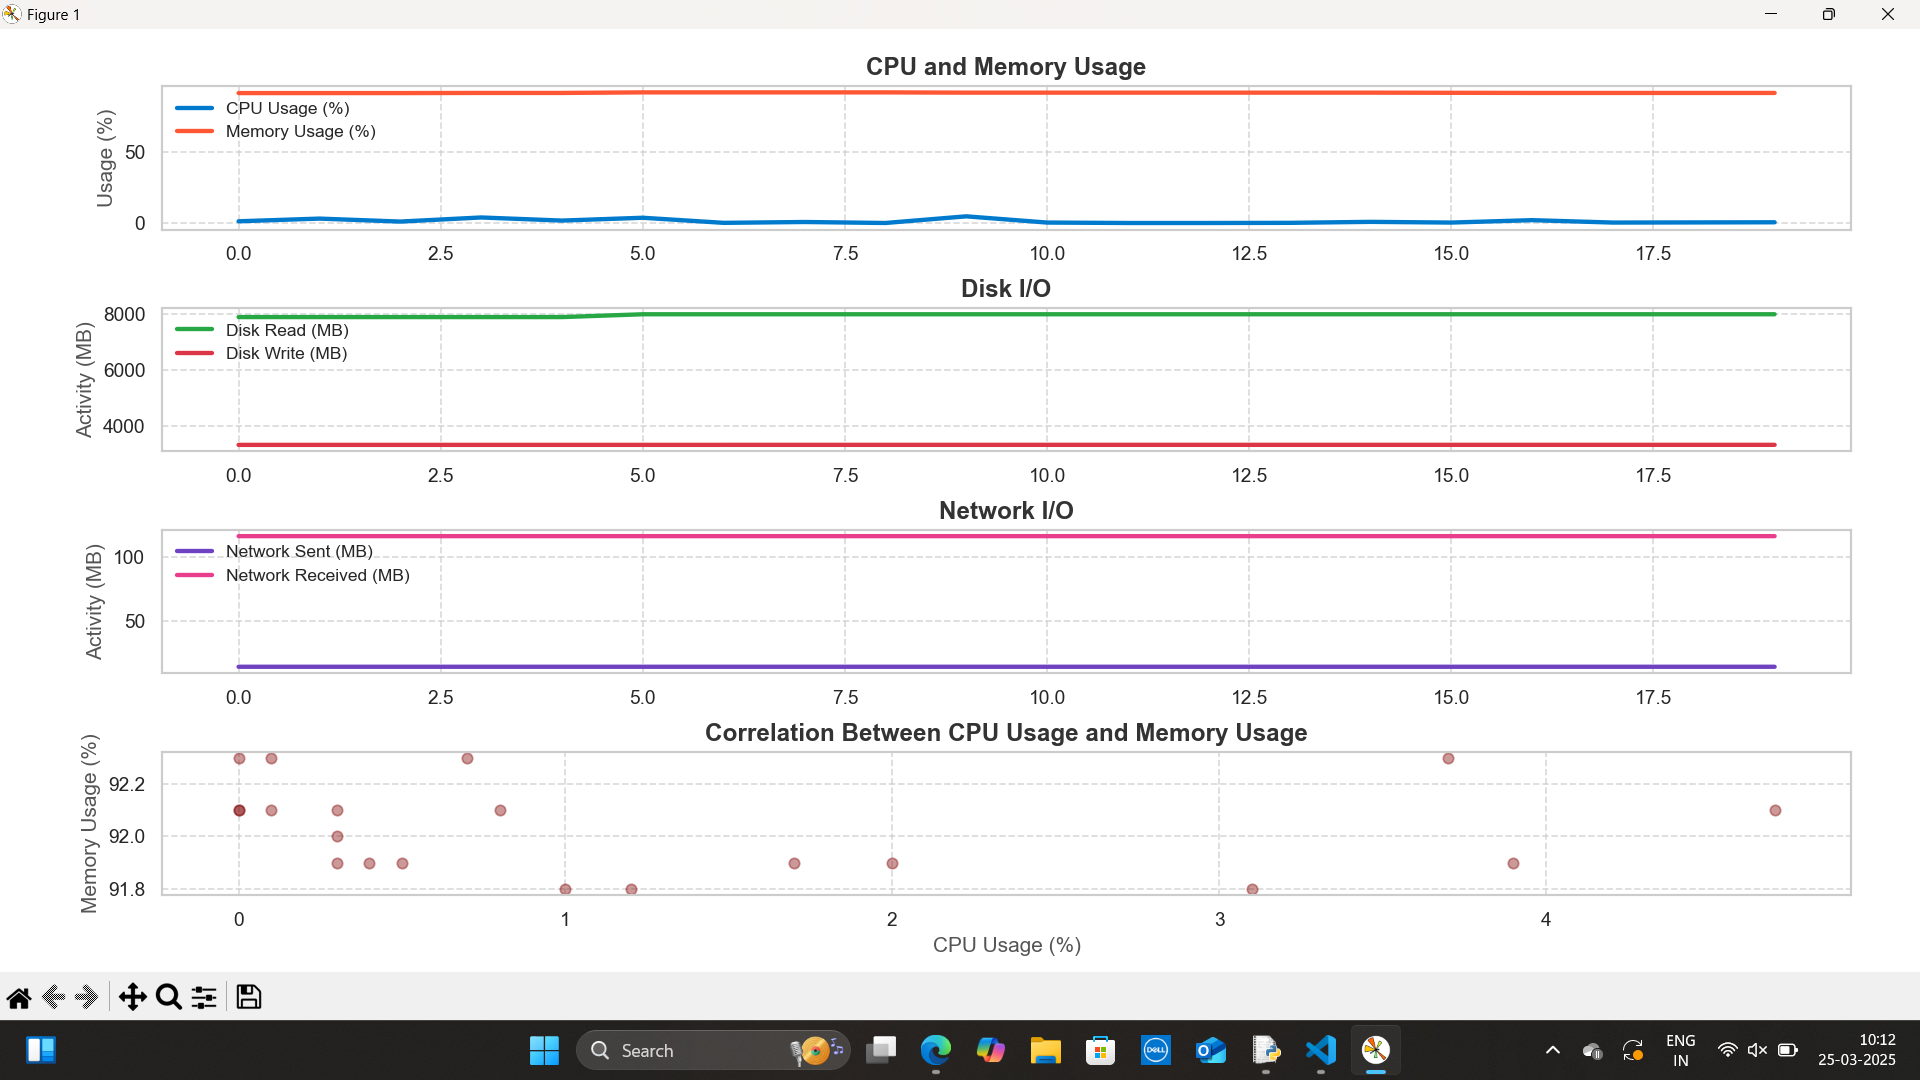 Figure 1
CPU and Memory Usage
CPU Usage (%)
Memory Usage (%)
Usage (%)
50
0
0.0 2.5 5.0 7.5 10.0 12.5 15.0 17.5
Disk I/O
Disk Read (MB)
Disk Write (MB)
Activity (MB)
8000
6000
4000
0.0 2.5 5.0 7.5 10.0 12.5 15.0 17.5
Network I/O
Network Sent (MB)
Network Received (MB)
Activity (MB)
100
50
0.0 2.5 5.0 7.5 10.0 12.5 15.0 17.5
Correlation Between CPU Usage and Memory Usage
Memory Usage (%)
92.2
92.0
91.8
0 1 2 3 4
CPU Usage (%)
Search
DELL
ENG
IN
10:12
25-03-2025